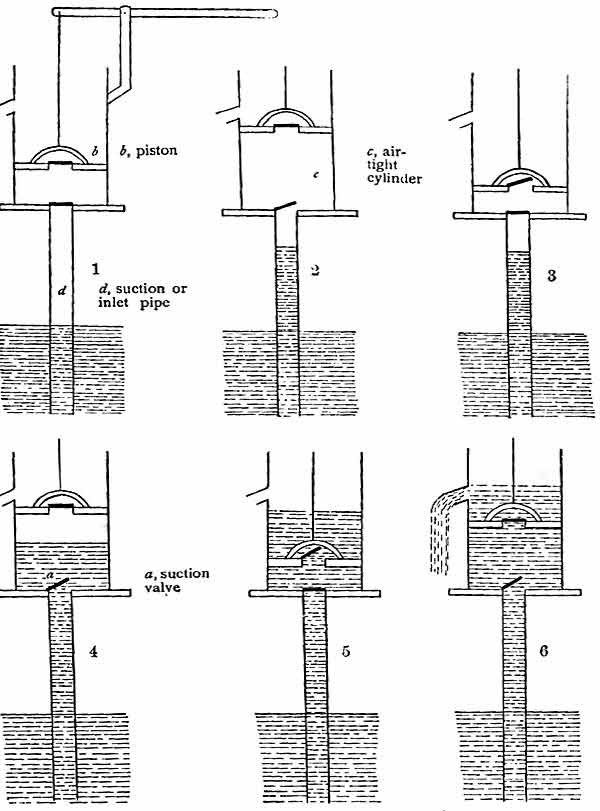 b
b, piston
c, air-
tight
cylinder
c
1
2
3
d
d, suction or
inlet pipe
a
a, suction
valve
4
5
6